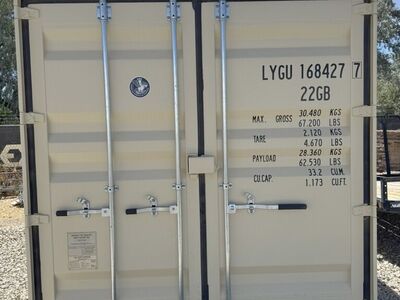 LYGU 168427 7
22GB
MAX. GROSS 30.480 KGS
67.200 LBS
TARE 2.120 KGS
4.670 LBS
PAYLOAD 28.360 KGS
62.530 LBS
CU.CAP. 33.2 CU.M.
1.173 CU.FT.